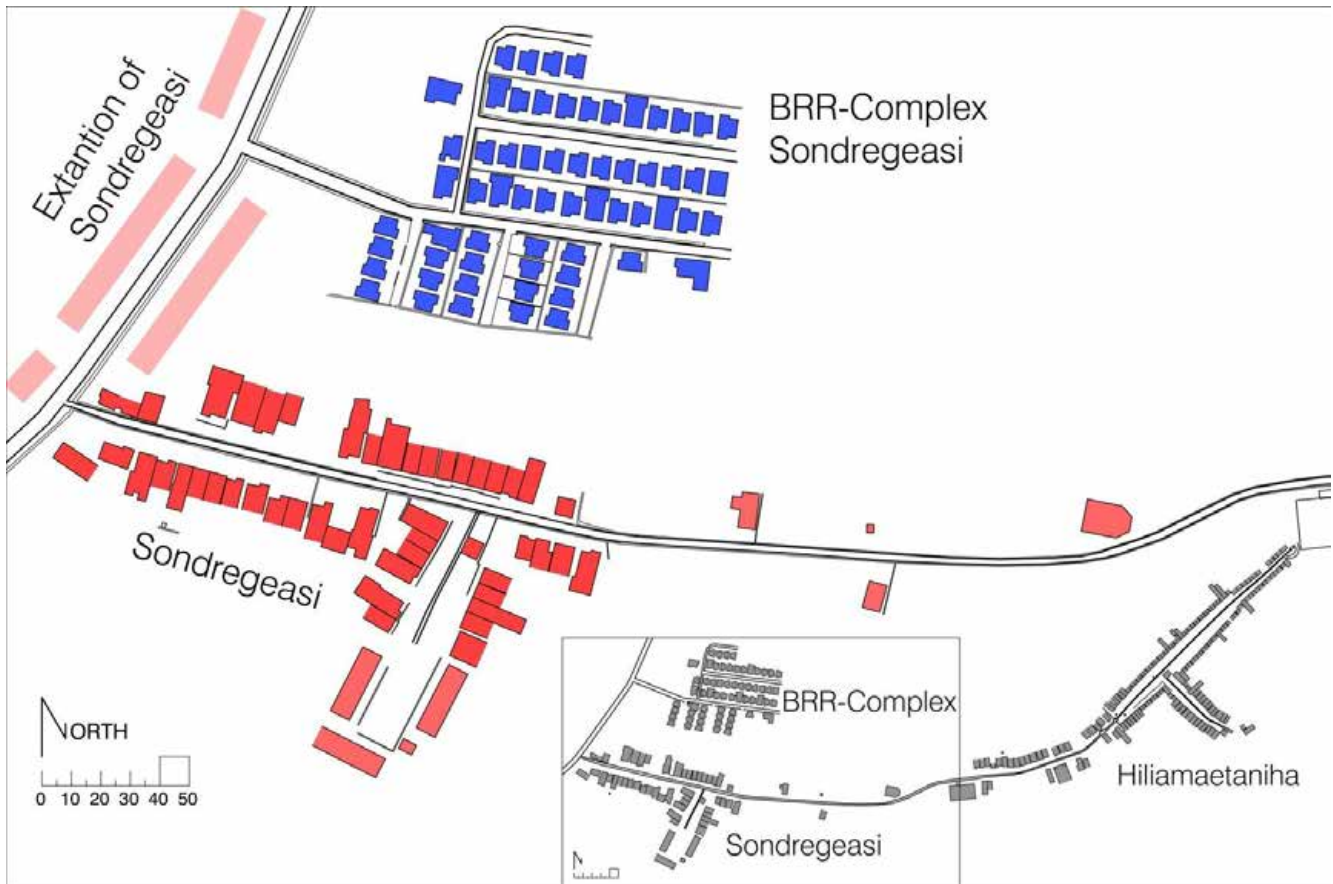 Extantion of
Sondregeasi
BRR-Complex
Sondregeasi
Sondregeasi
NORTH
0 10 20 30 40 50
BRR-Complex
Sondregeasi
Hiliamaetaniha
N